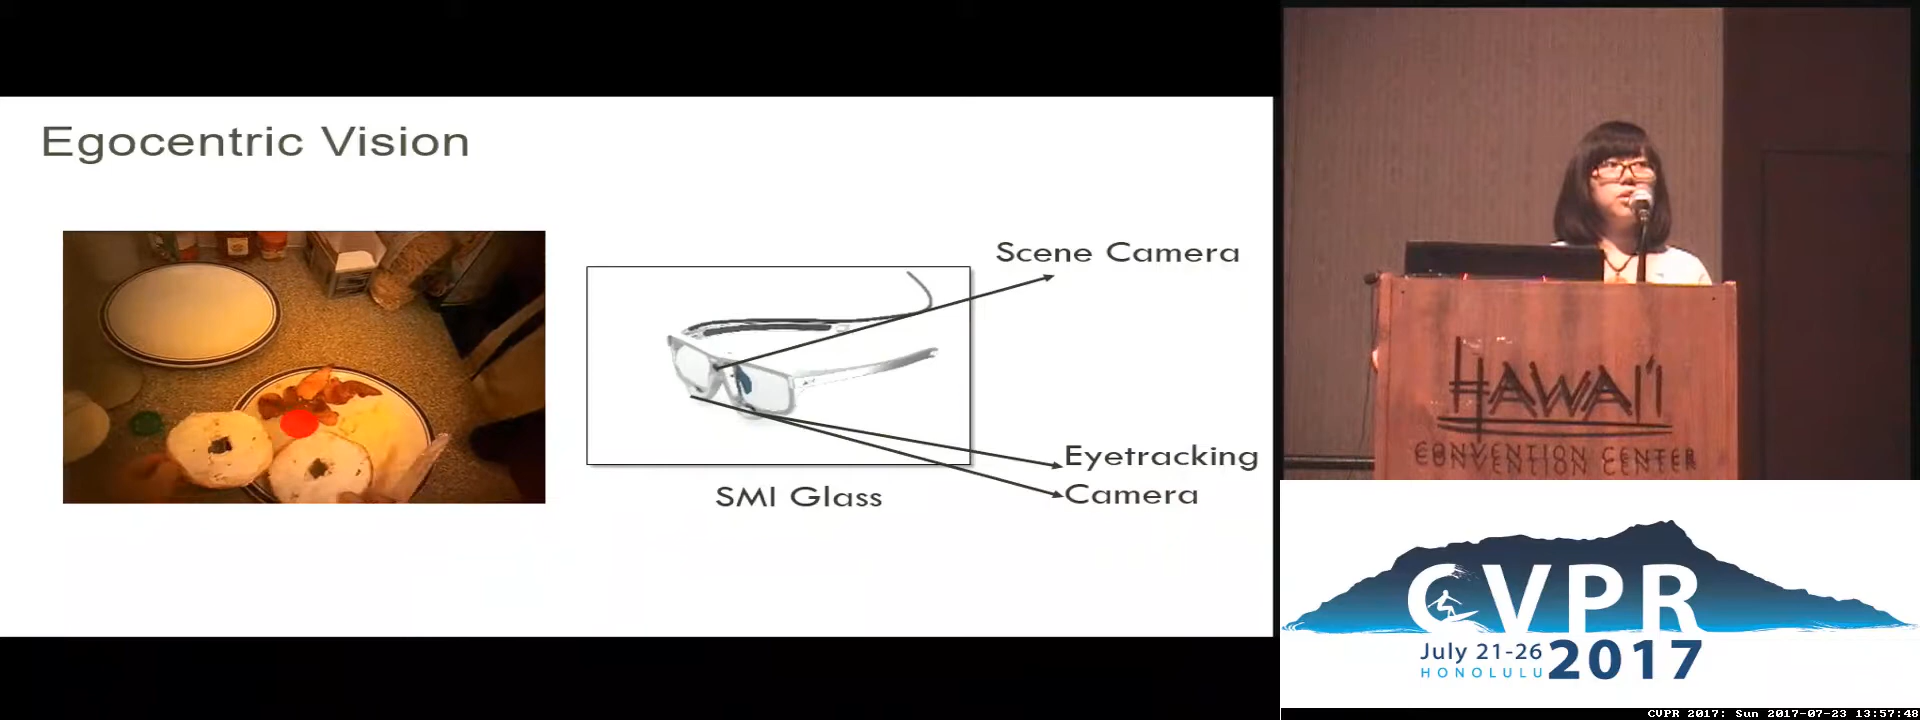 Egocentric Vision
Scene Camera
Eyetracking
Camera
SMI Glass
HAWAI'I
CONVENTION CENTER
CVPR
July 21-26
HONOLULU
2017
CVPR 2017: Sun 2017-07-23 13:57:48